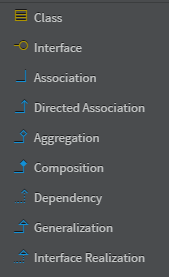 Class
Interface
Association
Directed Association
Aggregation
Composition
Dependency
Generalization
Interface Realization